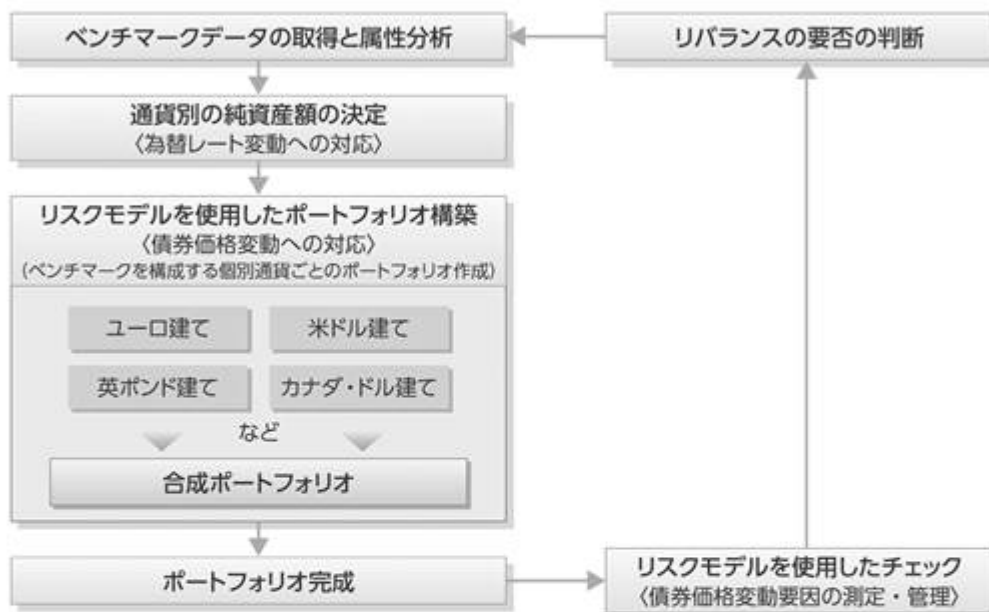 ベンチマークデータの取得と属性分析
リバランスの要否の判断
通貨別の純資産額の決定
〈為替レート変動への対応〉
リスクモデルを使用したポートフォリオ構築
〈債券価格変動への対応〉
(ベンチマークを構成する個別通貨ごとのポートフォリオ作成)
ユーロ建て
米ドル建て
英ポンド建て
カナダ・ドル建て
など
合成ポートフォリオ
ポートフォリオ完成
リスクモデルを使用したチェック
〈債券価格変動要因の測定・管理〉